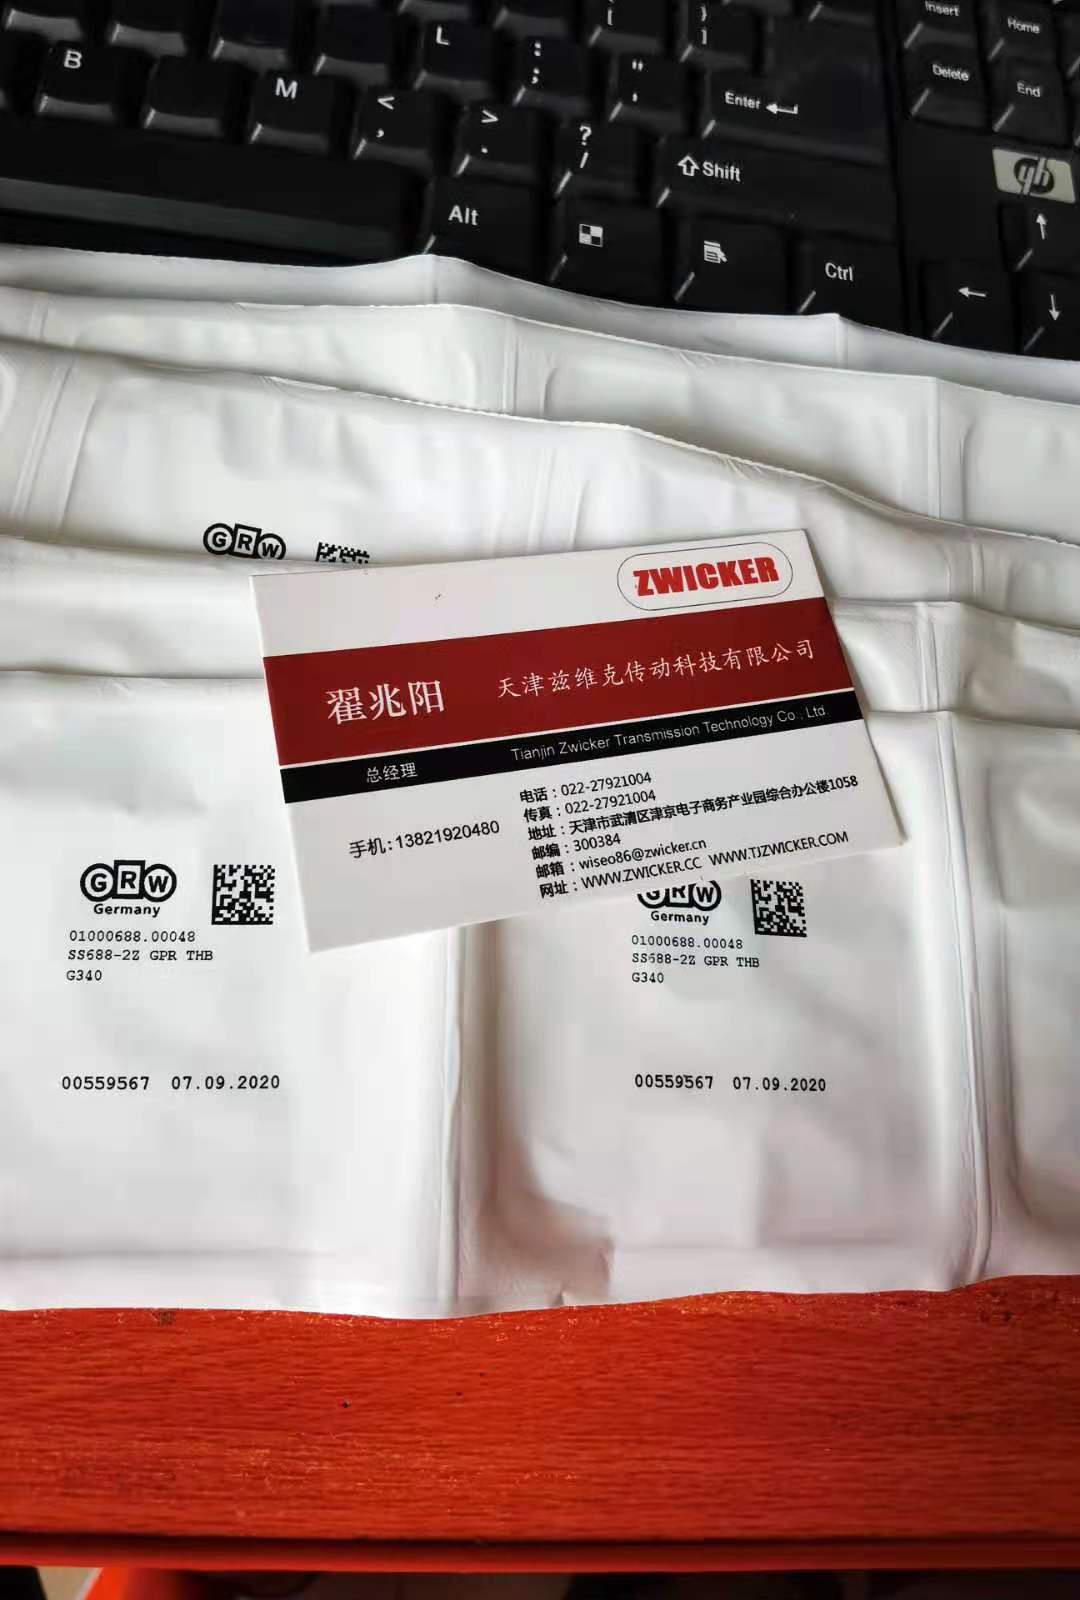 Insert
Home
B
L
:
;
Delete
End
M
<
,
>
.
"
'
?
/
Enter
Shift
hp
Alt
Ctrl
GRW
ZWICKER
翟兆阳
天津兹维克传动科技有限公司
总经理
Tianjin Zwicker Transmission Technology Co., Ltd.
手机:13821920480
电话：022-27921004
传真：022-27921004
地址：天津市武清区津京电子商务产业园综合办公楼1058
邮编：300384
邮箱：wiseo86@zwicker.cn
网址：WWW.ZWICKER.CC WWW.TJZWICKER.COM
GRW
Germany
01000688.00048
SS688-2Z GPR THB
G340
00559567 07.09.2020
GRW
Germany
01000688.00048
SS688-2Z GPR THB
G340
00559567 07.09.2020